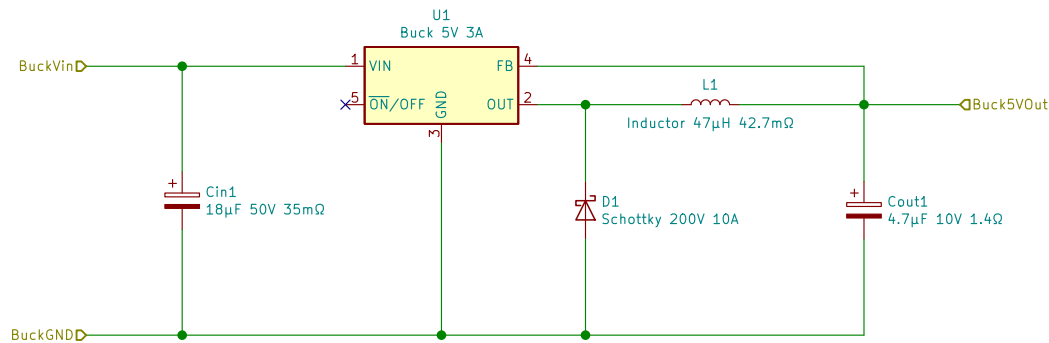 U1
Buck 5V 3A
BuckVin
1
VIN
FB
4
5
ON/OFF
GND
OUT
2
3
L1
Inductor 47µH 42.7mΩ
Buck5VOut
+
Cin1
18µF 50V 35mΩ
D1
Schottky 200V 10A
+
Cout1
4.7µF 10V 1.4Ω
BuckGND